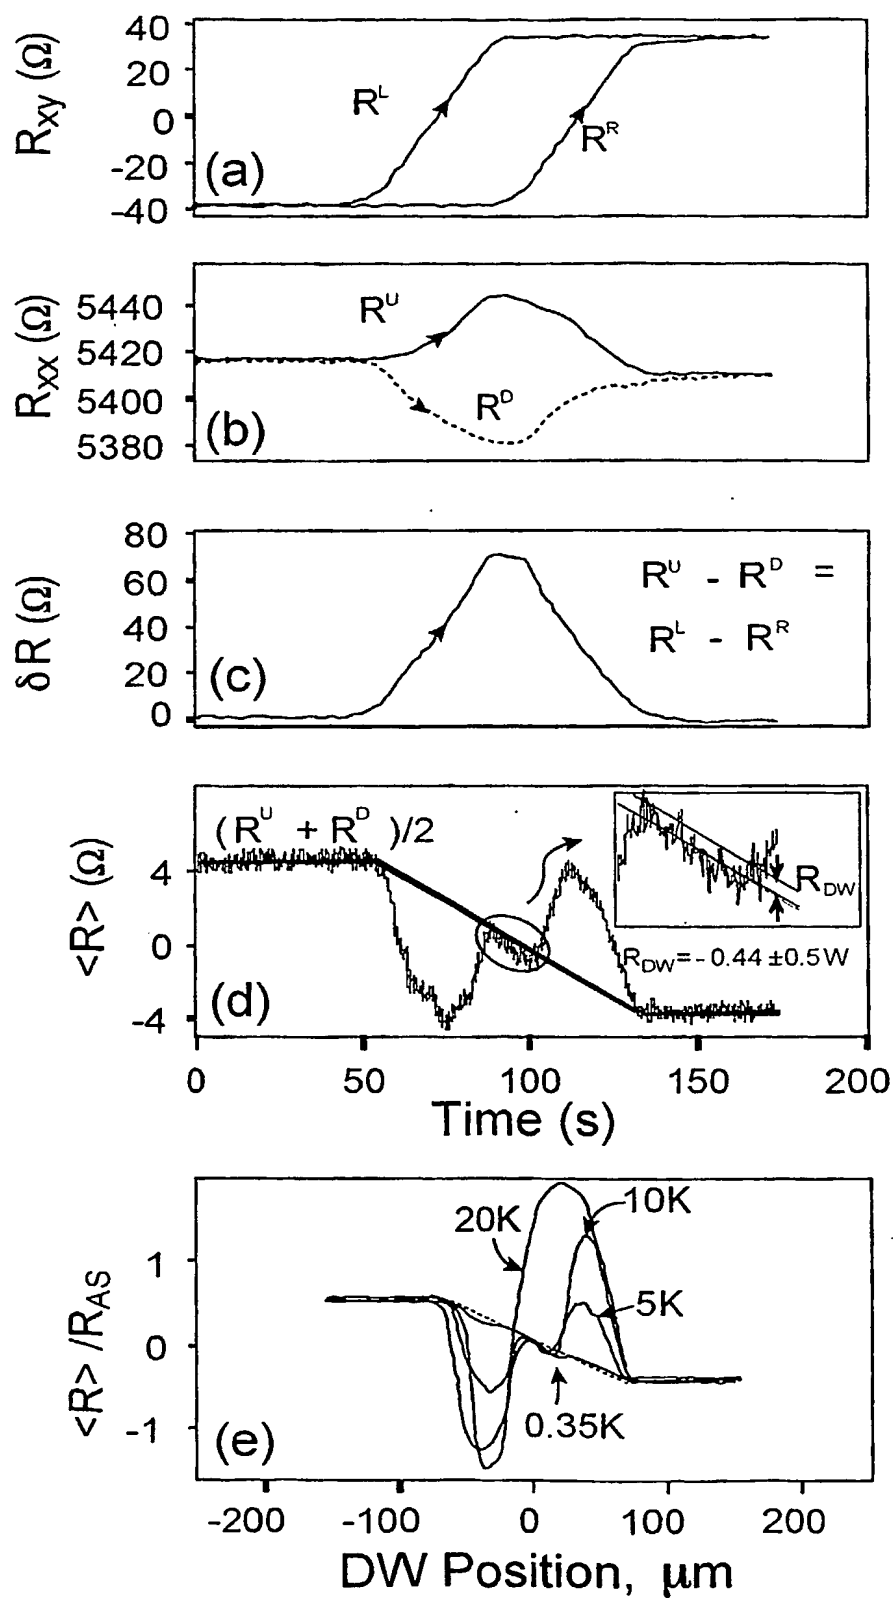 40
20
0
-20
-40
R_xy (Ω)
R^L
R^R
(a)
5440
5420
5400
5380
R_xx (Ω)
R^U
R^D
(b)
80
60
40
20
0
δR (Ω)
R^U - R^D =
R^L - R^R
(c)
(R^U + R^D)/2
4
0
-4
<R> (Ω)
R_DW
R_DW = - 0.44 ±0.5W
(d)
0 50 100 150 200
Time (s)
1
0
-1
<R> /R_AS
20K
10K
5K
0.35K
(e)
-200 -100 0 100 200
DW Position, μm